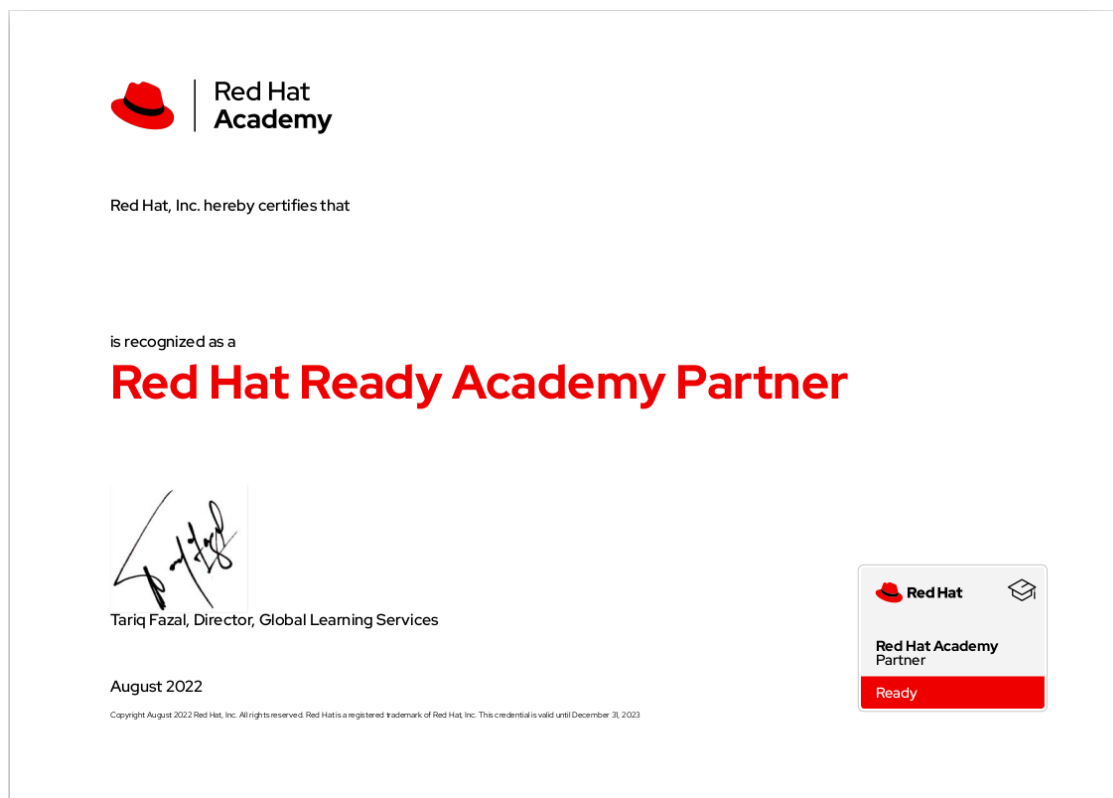 Red Hat
Academy
Red Hat, Inc. hereby certifies that
is recognized as a
Red Hat Ready Academy Partner
Tariq Fazal, Director, Global Learning Services
August 2022
Copyright August 2022 Red Hat, Inc. All rights reserved. Red Hat is a registered trademark of Red Hat, Inc. This credential is valid until December 31, 2023
Red Hat
Red Hat Academy
Partner
Ready